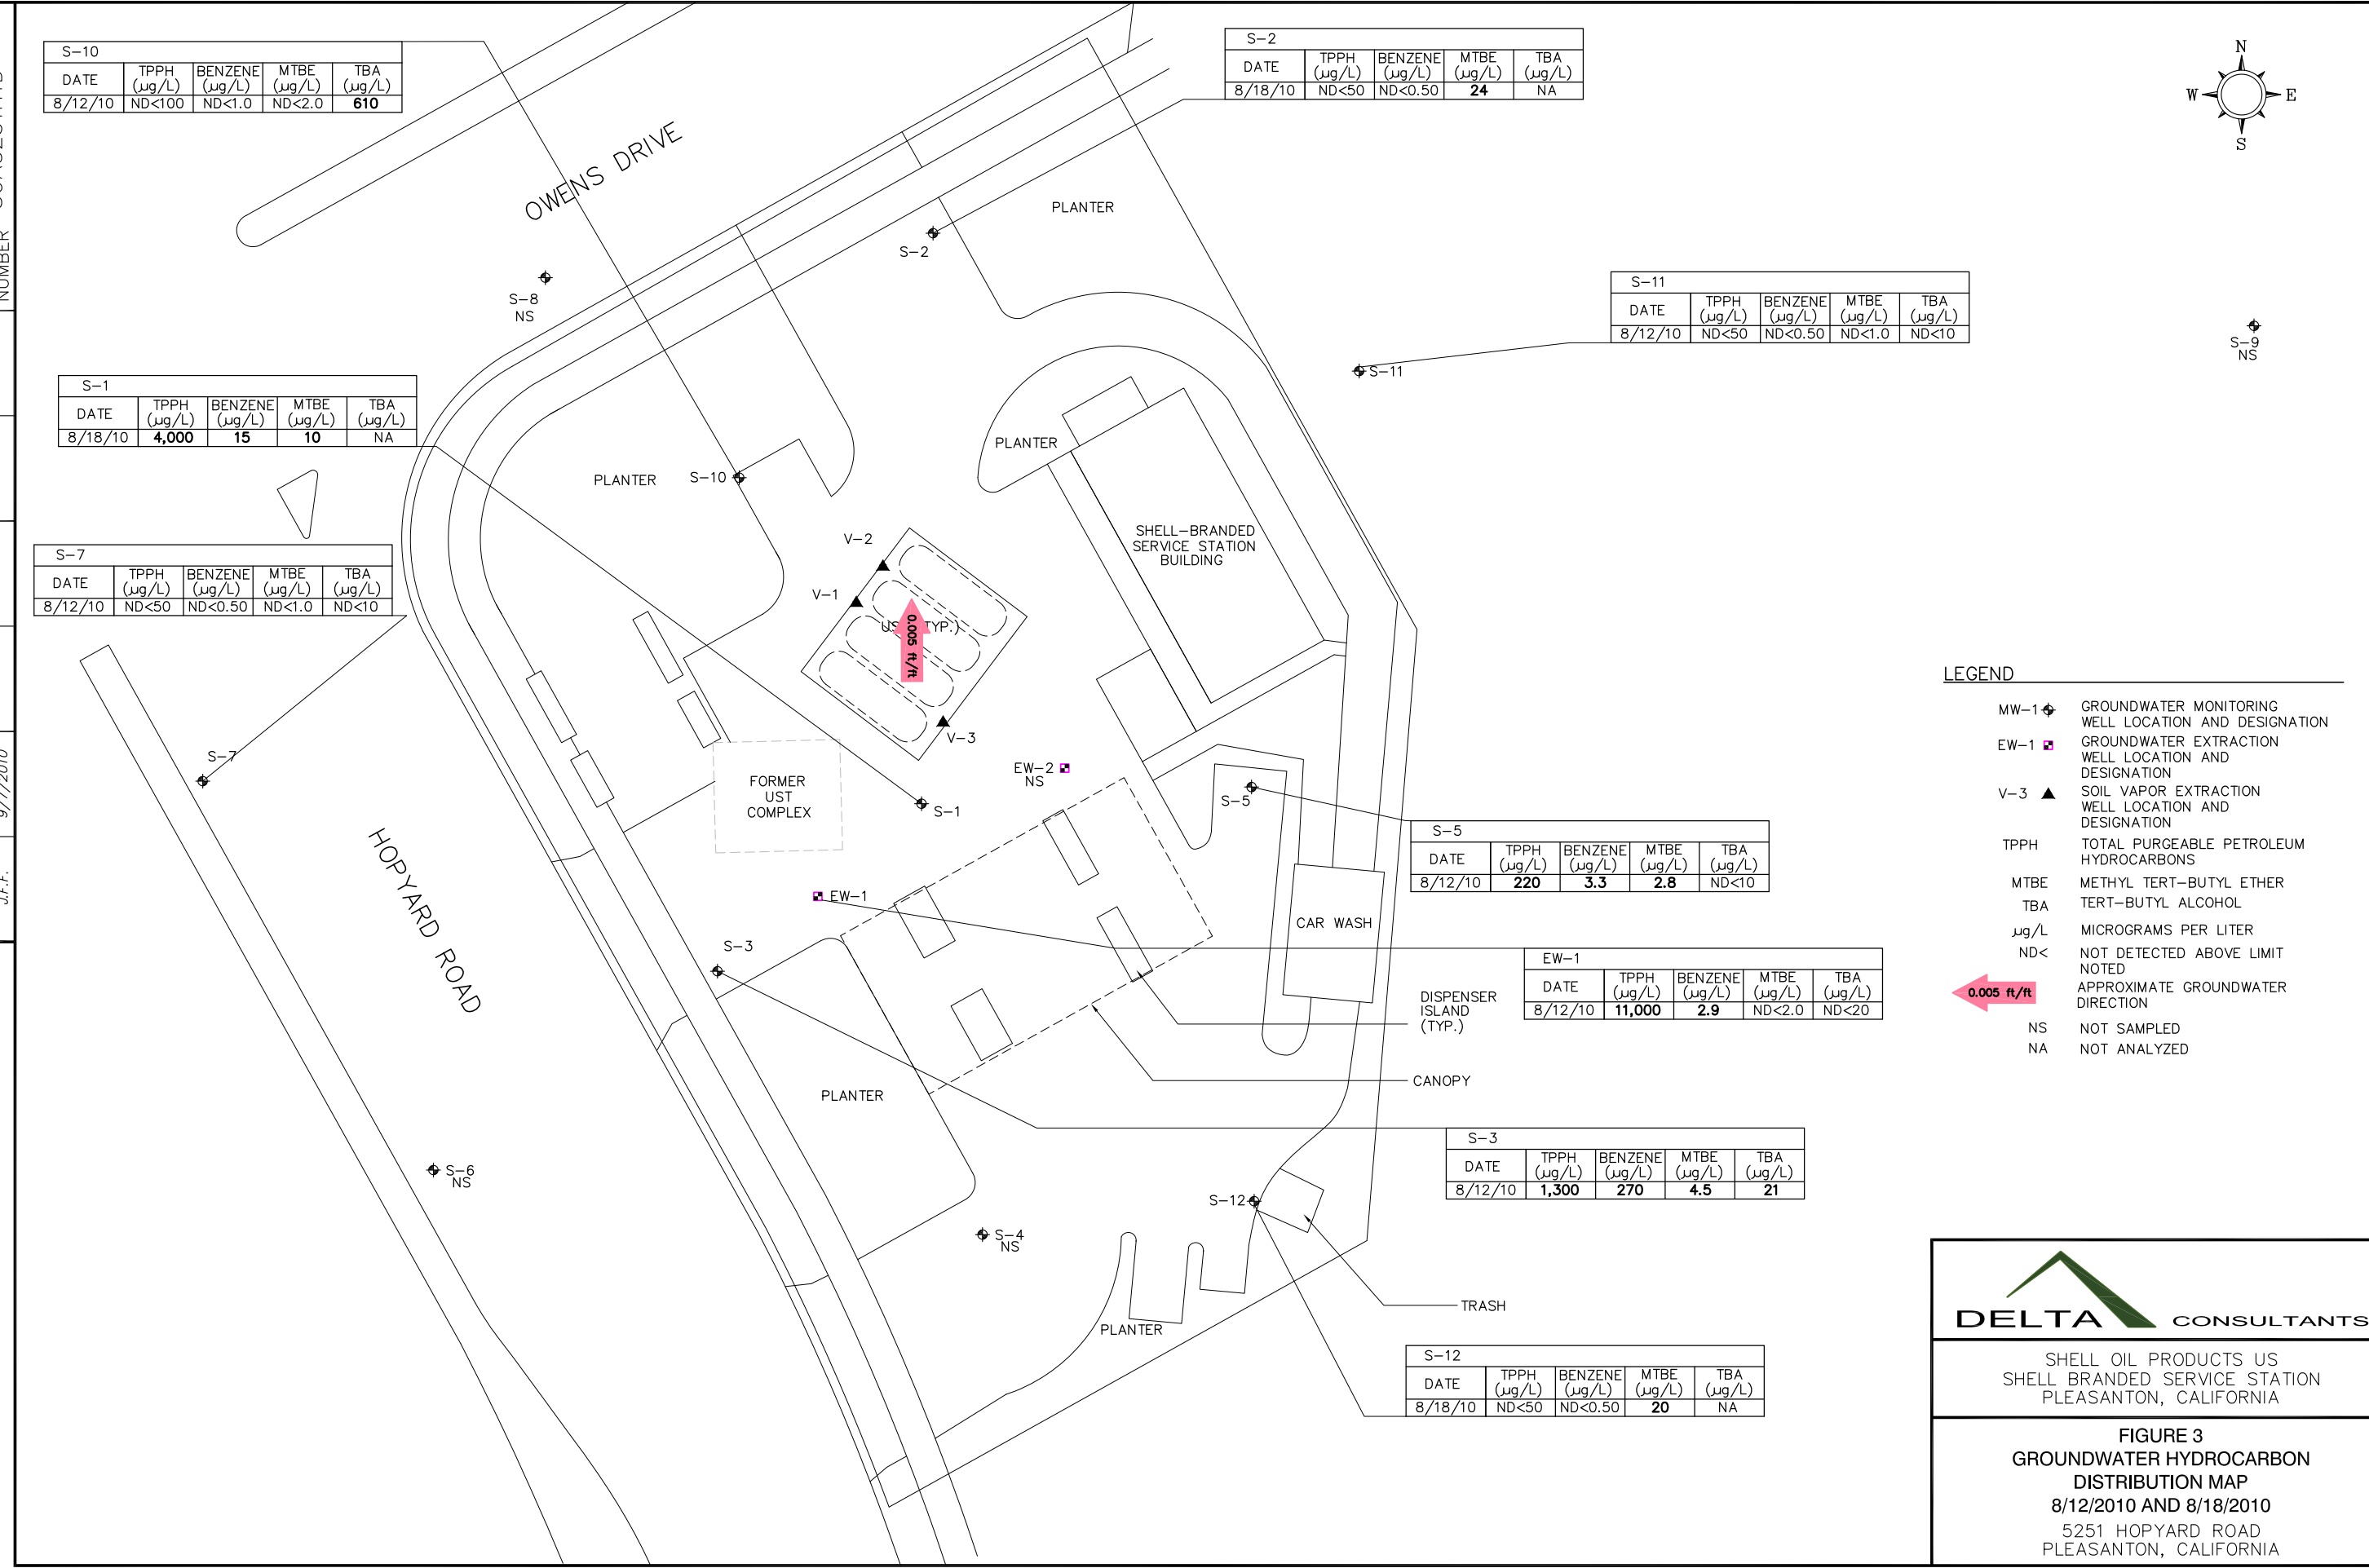 S-10
DATE TPPH (µg/L) BENZENE (µg/L) MTBE (µg/L) TBA (µg/L)
8/12/10 ND<100 ND<1.0 ND<2.0 610
S-2
DATE TPPH (µg/L) BENZENE (µg/L) MTBE (µg/L) TBA (µg/L)
8/18/10 ND<50 ND<0.50 24 NA
N
W E
S
OWENS DRIVE
PLANTER
S-2
S-8
NS
S-11
DATE TPPH (µg/L) BENZENE (µg/L) MTBE (µg/L) TBA (µg/L)
8/12/10 ND<50 ND<0.50 ND<1.0 ND<10
S-9
NS
S-11
S-1
DATE TPPH (µg/L) BENZENE (µg/L) MTBE (µg/L) TBA (µg/L)
8/18/10 4,000 15 10 NA
PLANTER
PLANTER
S-10
SHELL-BRANDED
SERVICE STATION
BUILDING
V-2
V-1
S-7
DATE TPPH (µg/L) BENZENE (µg/L) MTBE (µg/L) TBA (µg/L)
8/12/10 ND<50 ND<0.50 ND<1.0 ND<10
TYP.)
0.005 ft/ft
V-3
S-7
EW-2
NS
FORMER
UST
COMPLEX
S-1
S-5
S-5
DATE TPPH (µg/L) BENZENE (µg/L) MTBE (µg/L) TBA (µg/L)
8/12/10 220 3.3 2.8 ND<10
HOPYARD ROAD
EW-1
CAR WASH
S-3
EW-1
DATE TPPH (µg/L) BENZENE (µg/L) MTBE (µg/L) TBA (µg/L)
8/12/10 11,000 2.9 ND<2.0 ND<20
DISPENSER
ISLAND
(TYP.)
CANOPY
PLANTER
S-3
DATE TPPH (µg/L) BENZENE (µg/L) MTBE (µg/L) TBA (µg/L)
8/12/10 1,300 270 4.5 21
S-6
NS
S-12
S-4
NS
TRASH
PLANTER
S-12
DATE TPPH (µg/L) BENZENE (µg/L) MTBE (µg/L) TBA (µg/L)
8/18/10 ND<50 ND<0.50 20 NA
LEGEND
MW-1 GROUNDWATER MONITORING
WELL LOCATION AND DESIGNATION
EW-1 GROUNDWATER EXTRACTION
WELL LOCATION AND
DESIGNATION
V-3 SOIL VAPOR EXTRACTION
WELL LOCATION AND
DESIGNATION
TPPH TOTAL PURGEABLE PETROLEUM
HYDROCARBONS
MTBE METHYL TERT-BUTYL ETHER
TBA TERT-BUTYL ALCOHOL
µg/L MICROGRAMS PER LITER
ND< NOT DETECTED ABOVE LIMIT
NOTED
0.005 ft/ft APPROXIMATE GROUNDWATER
DIRECTION
NS NOT SAMPLED
NA NOT ANALYZED
DELTA CONSULTANTS
SHELL OIL PRODUCTS US
SHELL BRANDED SERVICE STATION
PLEASANTON, CALIFORNIA
FIGURE 3
GROUNDWATER HYDROCARBON
DISTRIBUTION MAP
8/12/2010 AND 8/18/2010
5251 HOPYARD ROAD
PLEASANTON, CALIFORNIA
NUMBER
9/7/2010
J.F.F.